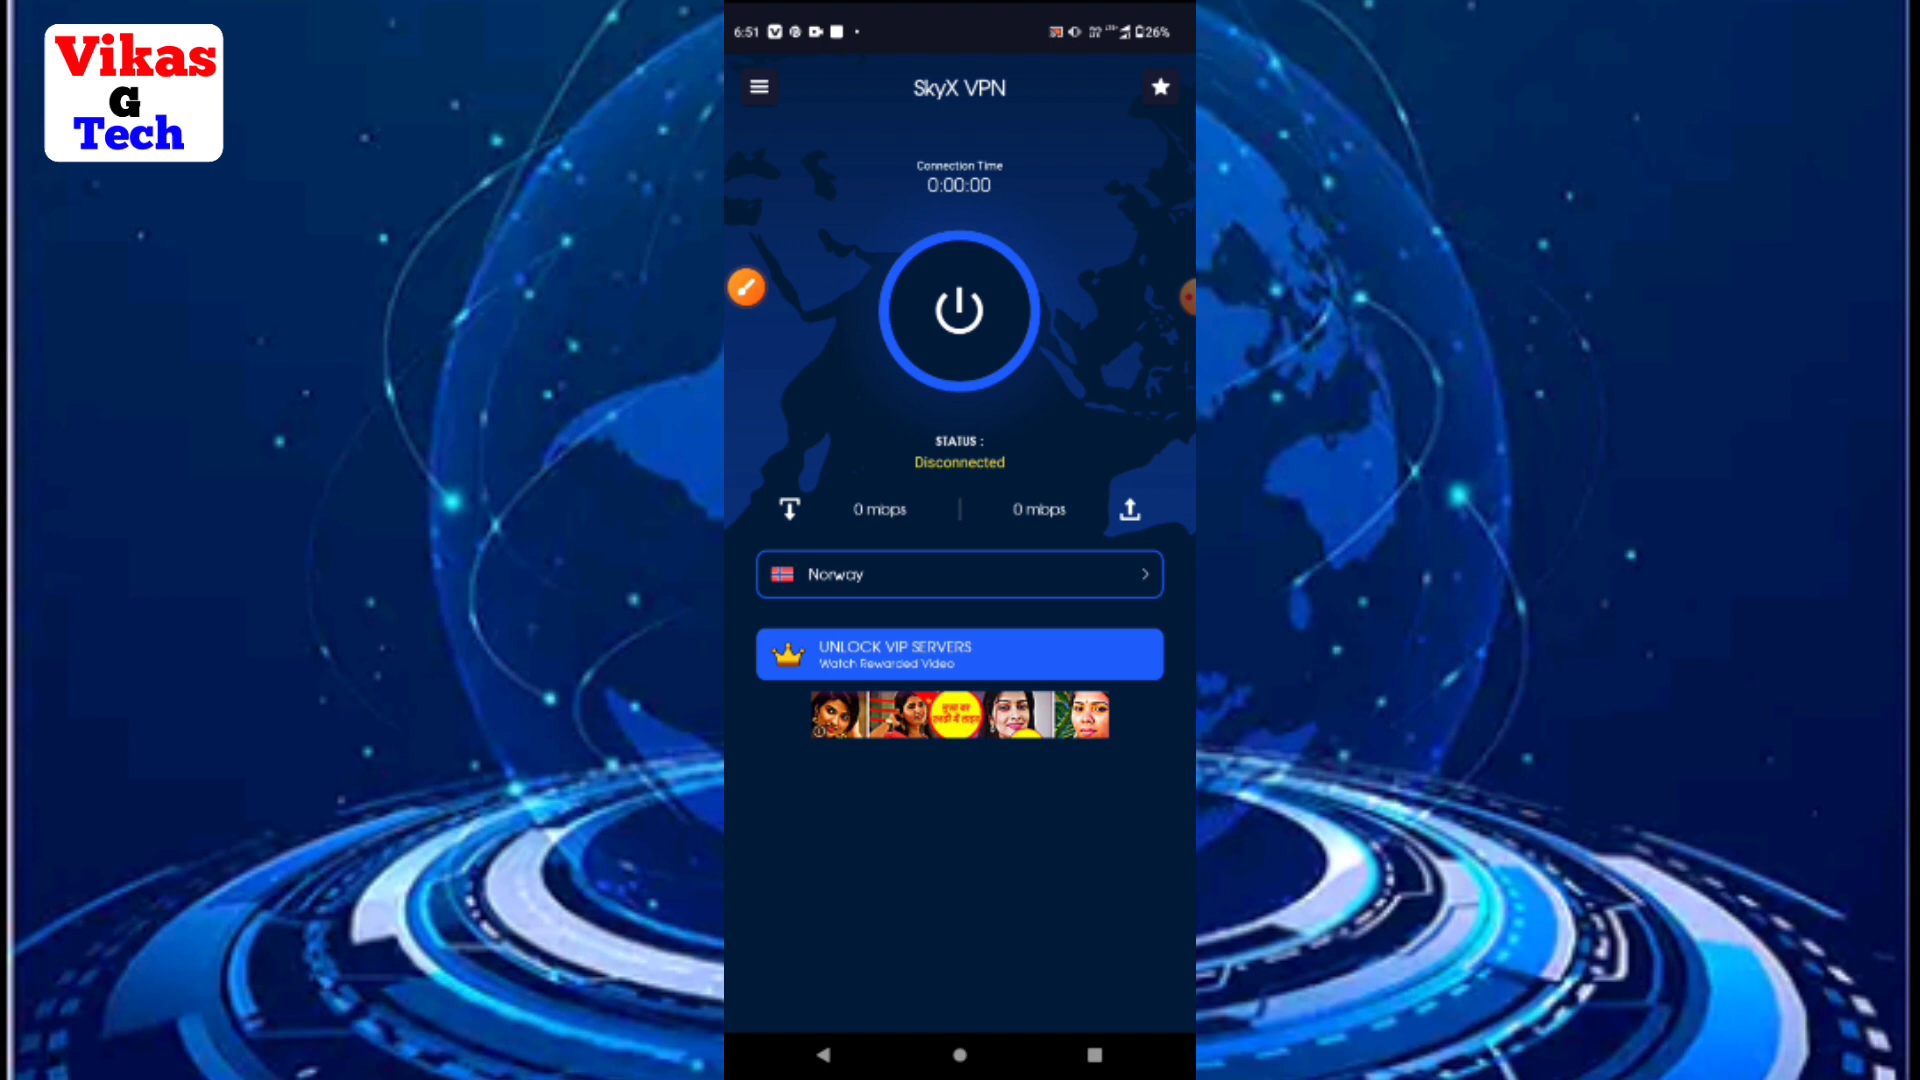 Vikas
G
Tech
6:51
26%
SkyX VPN
Connection Time
0:00:00
STATUS :
Disconnected
0 mbps
0 mbps
Norway
UNLOCK VIP SERVERS
Watch Rewarded Video